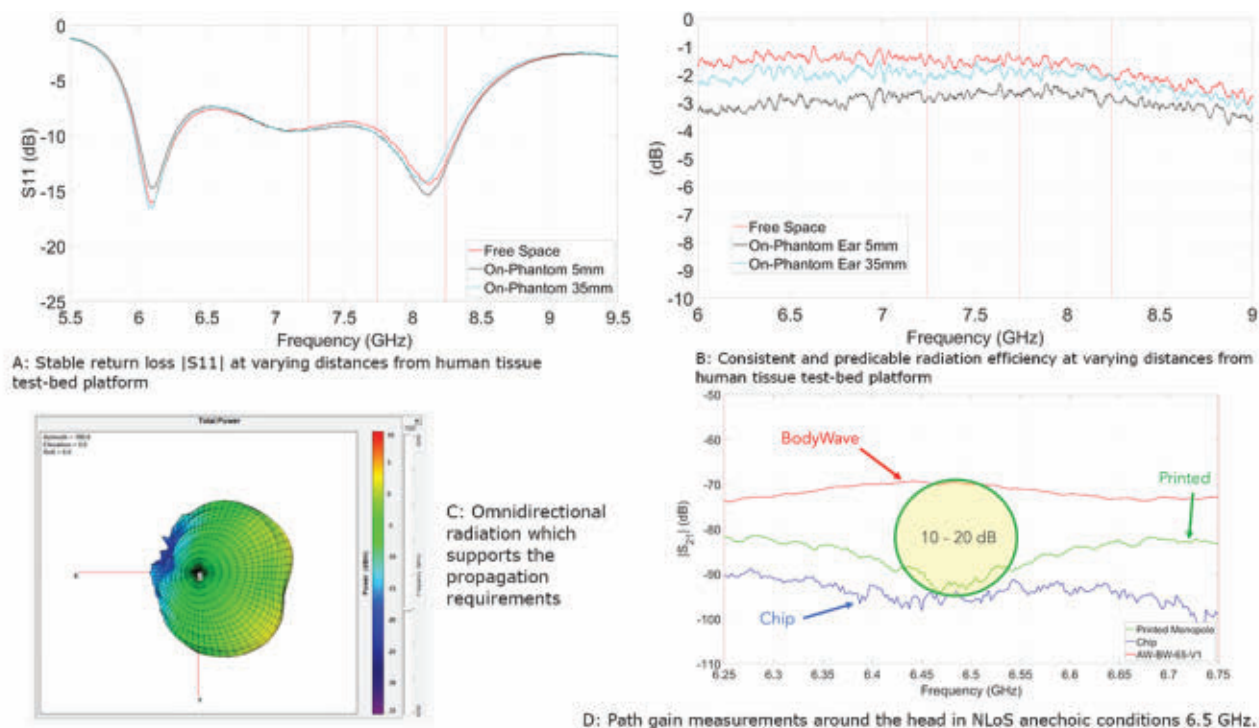 0
-5
-10
-15
-20
-25
S11 (dB)
5.5 6 6.5 7 7.5 8 8.5 9 9.5
Frequency (GHz)
Free Space
On-Phantom 5mm
On-Phantom 35mm
A: Stable return loss |S11| at varying distances from human tissue
test-bed platform
0
-1
-2
-3
-4
-5
-6
-7
-8
-9
-10
(dB)
6 6.5 7 7.5 8 8.5 9
Frequency (GHz)
Free Space
On-Phantom Ear 5mm
On-Phantom Ear 35mm
B: Consistent and predicable radiation efficiency at varying distances from
human tissue test-bed platform
Total Power
C: Omnidirectional
radiation which
supports the
propagation
requirements
-50
-60
-70
-80
-90
-100
-110
|S21| (dB)
BodyWave
Printed
10 - 20 dB
Chip
Printed Monopole
Chip
AW-BW-65-V1
6.25 6.3 6.35 6.4 6.45 6.5 6.55 6.6 6.65 6.7 6.75
Frequency (GHz)
D: Path gain measurements around the head in NLoS anechoic conditions 6.5 GHz.